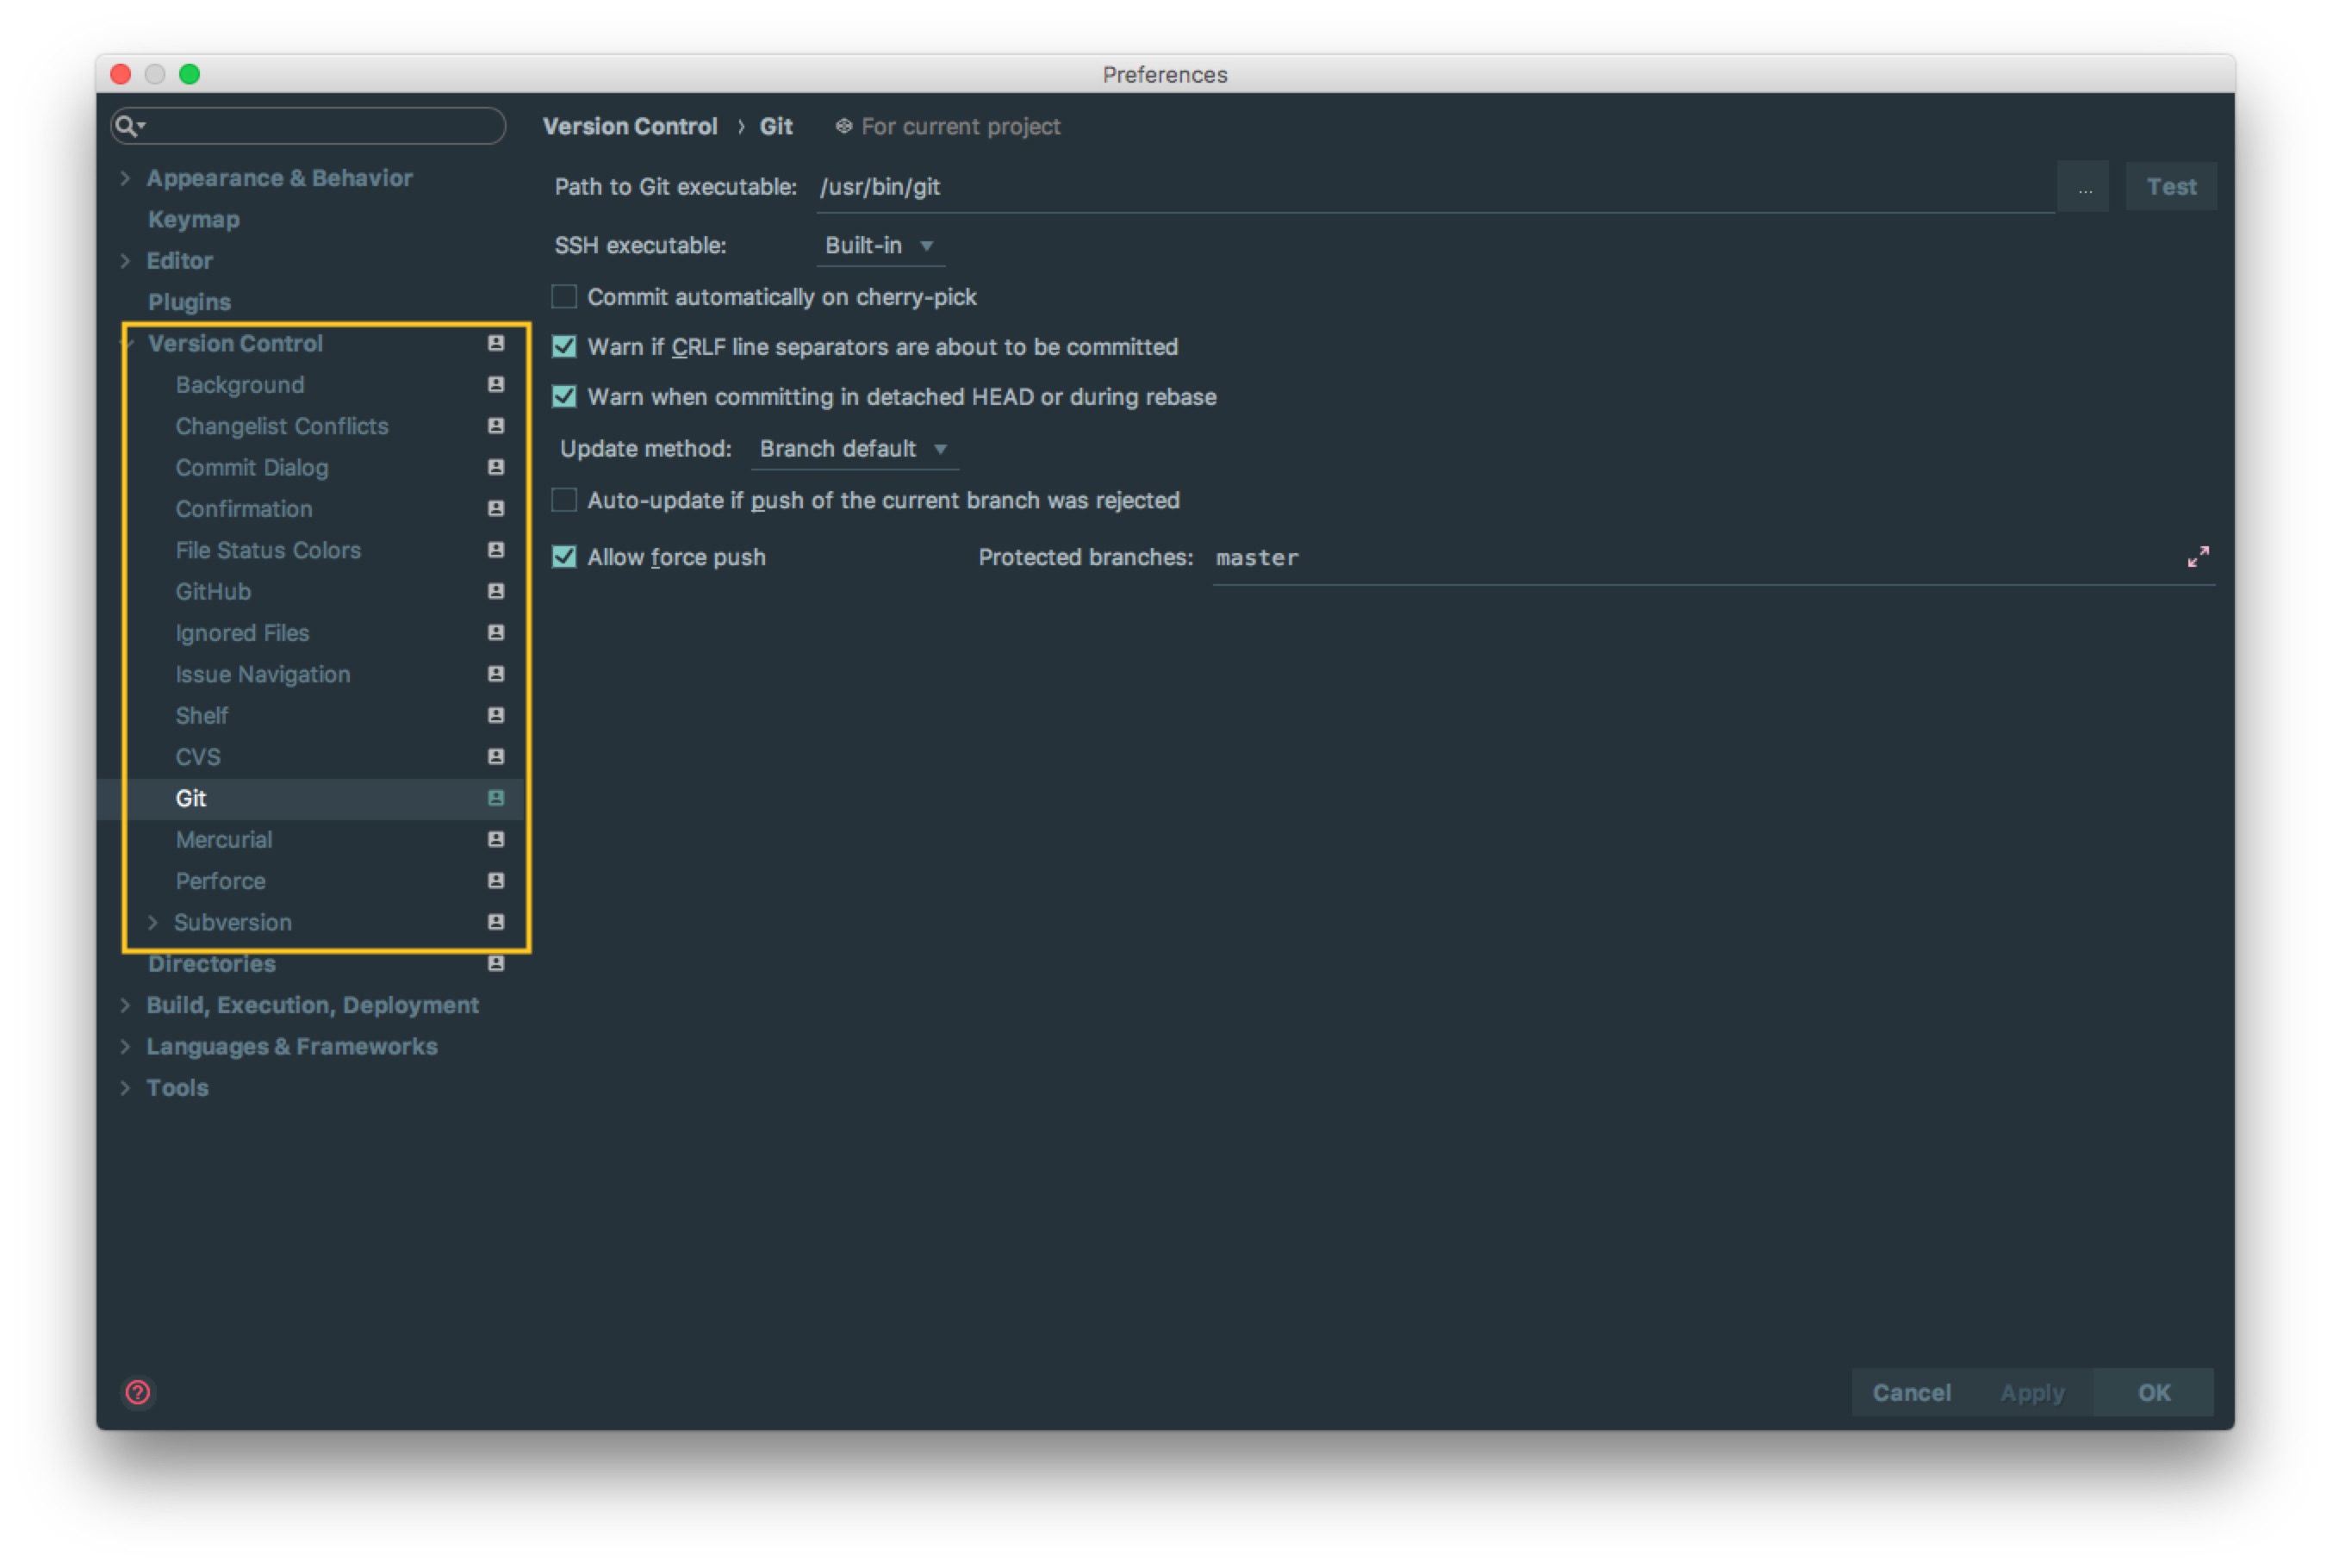 Preferences
Version Control › Git For current project
Appearance & Behavior
Keymap
Editor
Plugins
Version Control
Background
Changelist Conflicts
Commit Dialog
Confirmation
File Status Colors
GitHub
Ignored Files
Issue Navigation
Shelf
CVS
Git
Mercurial
Perforce
Subversion
Directories
Build, Execution, Deployment
Languages & Frameworks
Tools
Path to Git executable: /usr/bin/git ... Test
SSH executable: Built-in
Commit automatically on cherry-pick
Warn if CRLF line separators are about to be committed
Warn when committing in detached HEAD or during rebase
Update method: Branch default
Auto-update if push of the current branch was rejected
Allow force push Protected branches: master
? Cancel Apply OK